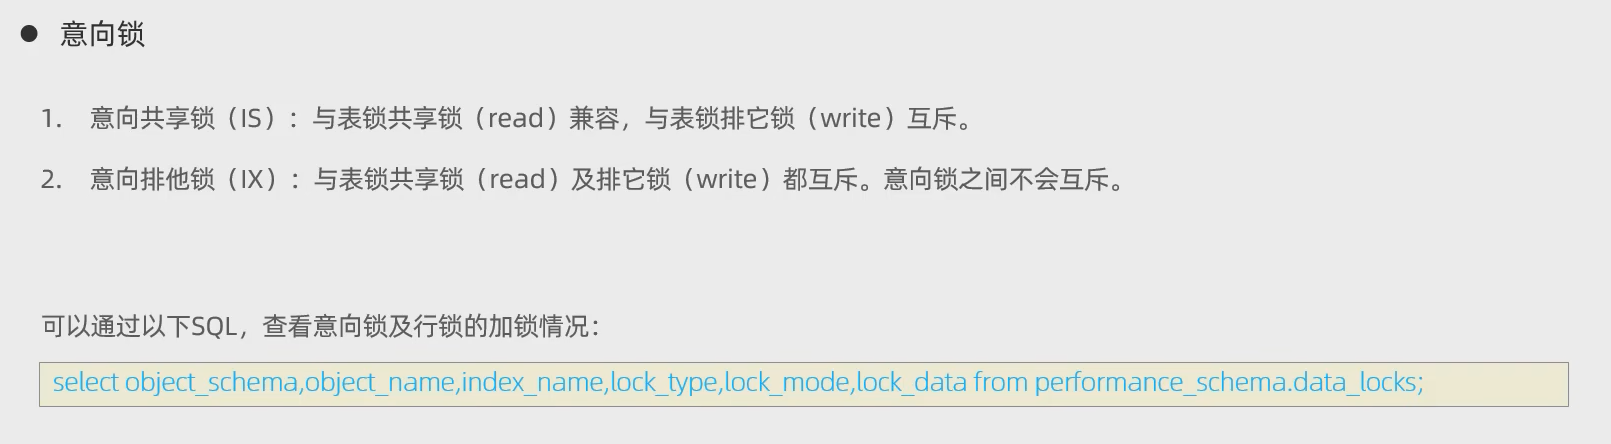 ● 意向锁
1. 意向共享锁（IS）：与表锁共享锁（read）兼容，与表锁排它锁（write）互斥。
2. 意向排他锁（IX）：与表锁共享锁（read）及排它锁（write）都互斥。意向锁之间不会互斥。
可以通过以下SQL，查看意向锁及行锁的加锁情况：
select object_schema,object_name,index_name,lock_type,lock_mode,lock_data from performance_schema.data_locks;